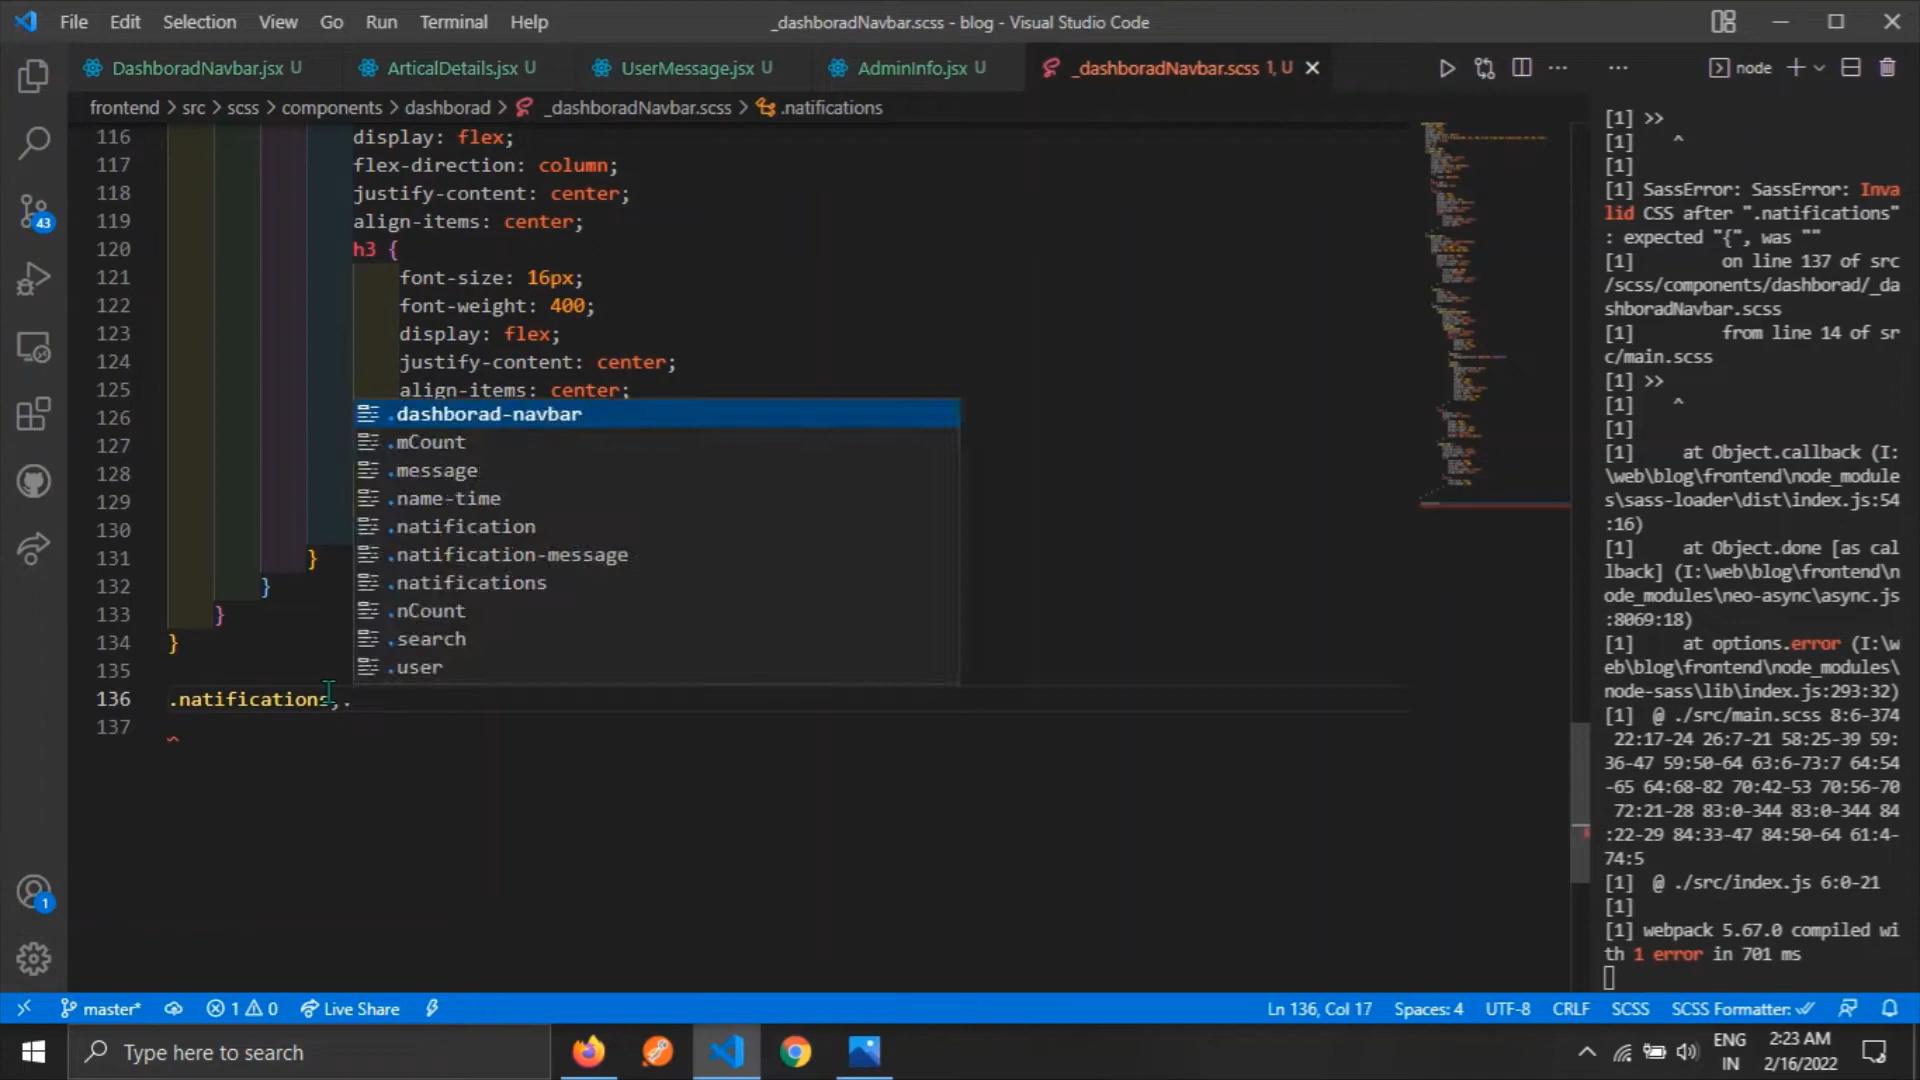 File Edit Selection View Go Run Terminal Help
_dashboradNavbar.scss - blog - Visual Studio Code
DashboradNavbar.jsx U
ArticalDetails.jsx U
UserMessage.jsx U
AdminInfo.jsx U
_dashboradNavbar.scss 1, U
node
frontend > src > scss > components > dashborad > _dashboradNavbar.scss > .natifications
116 display: flex;
117 flex-direction: column;
118 justify-content: center;
119 align-items: center;
120 h3 {
121 font-size: 16px;
122 font-weight: 400;
123 display: flex;
124 justify-content: center;
125 align-items: center;
126
127
128
129
130
131 }
132 }
133 }
134 }
135
136 .natifications,.
137
.dashborad-navbar
.mCount
.message
.name-time
.natification
.natification-message
.natifications
.nCount
.search
.user
[1] >>
[1] ^
[1]
[1] SassError: SassError: Inva
lid CSS after ".natifications"
: expected "{", was ""
[1] on line 137 of src
/scss/components/dashborad/_da
shboradNavbar.scss
[1] from line 14 of sr
c/main.scss
[1] >>
[1] ^
[1]
[1] at Object.callback (I:
\web\blog\frontend\node_module
s\sass-loader\dist\index.js:54
:16)
[1] at Object.done [as cal
lback] (I:\web\blog\frontend\n
ode_modules\neo-async\async.js
:8069:18)
[1] at options.error (I:\w
eb\blog\frontend\node_modules\
node-sass\lib\index.js:293:32)
[1] @ ./src/main.scss 8:6-374
22:17-24 26:7-21 58:25-39 59:
36-47 59:50-64 63:6-73:7 64:54
-65 64:68-82 70:42-53 70:56-70
72:21-28 83:0-344 83:0-344 84
:22-29 84:33-47 84:50-64 61:4-
74:5
[1] @ ./src/index.js 6:0-21
[1]
[1] webpack 5.67.0 compiled wi
th 1 error in 701 ms
43
1
master*
1 0
Live Share
Ln 136, Col 17
Spaces: 4
UTF-8
CRLF
SCSS
SCSS Formatter:
Type here to search
ENG
IN
2:23 AM
2/16/2022